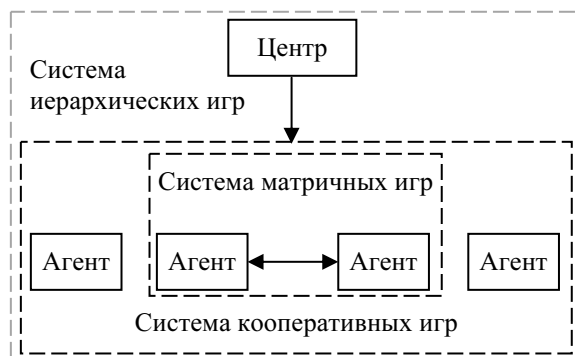 Центр
Система
иерархических игр
Система матричных игр
Агент Агент Агент Агент
Система кооперативных игр